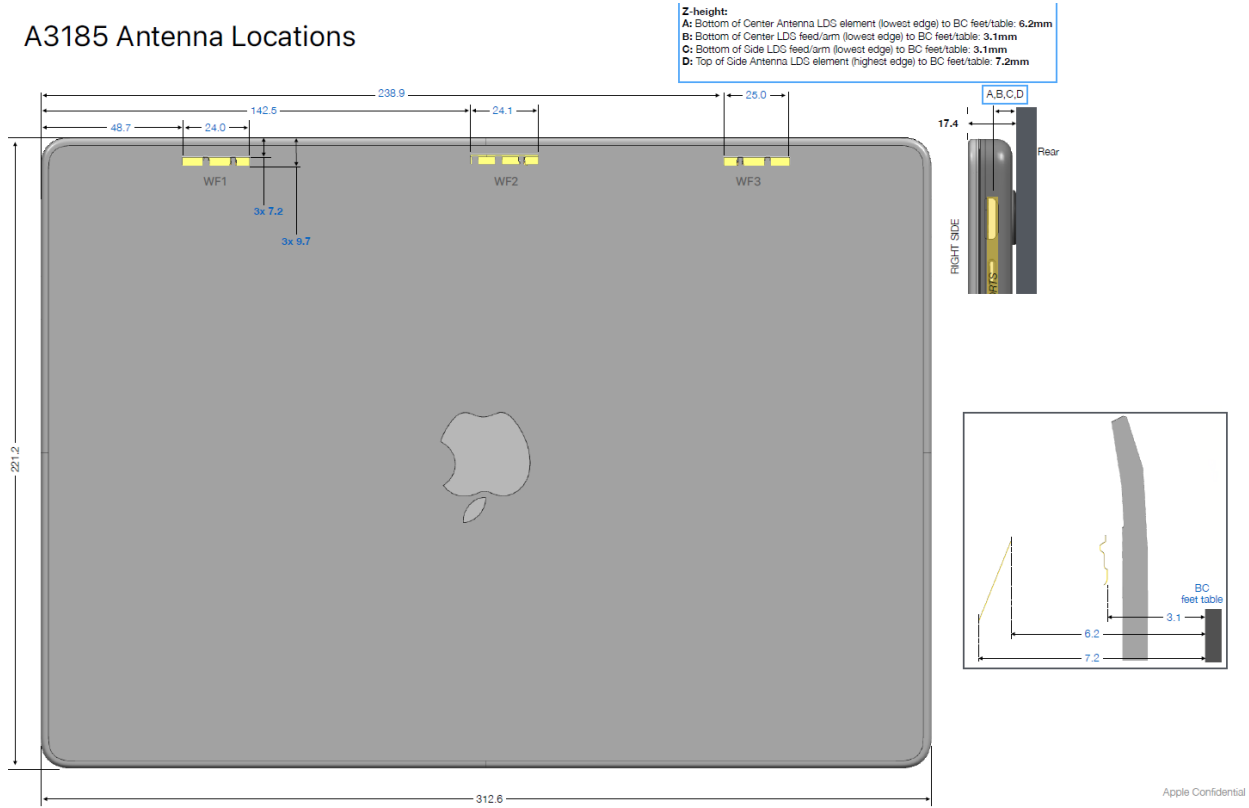 A3185 Antenna Locations
Z-height:
A: Bottom of Center Antenna LDS element (lowest edge) to BC feet/table: 6.2mm
B: Bottom of Center LDS feed/arm (lowest edge) to BC feet/table: 3.1mm
C: Bottom of Side LDS feed/arm (lowest edge) to BC feet/table: 3.1mm
D: Top of Side Antenna LDS element (highest edge) to BC feet/table: 7.2mm
238.9
25.0
A,B,C,D
142.5
24.1
48.7
24.0
17.4
Rear
WF1
WF2
WF3
3x 7.2
3x 9.7
RIGHT SIDE
221.2
BC
feet table
3.1
6.2
7.2
312.6
Apple Confidential